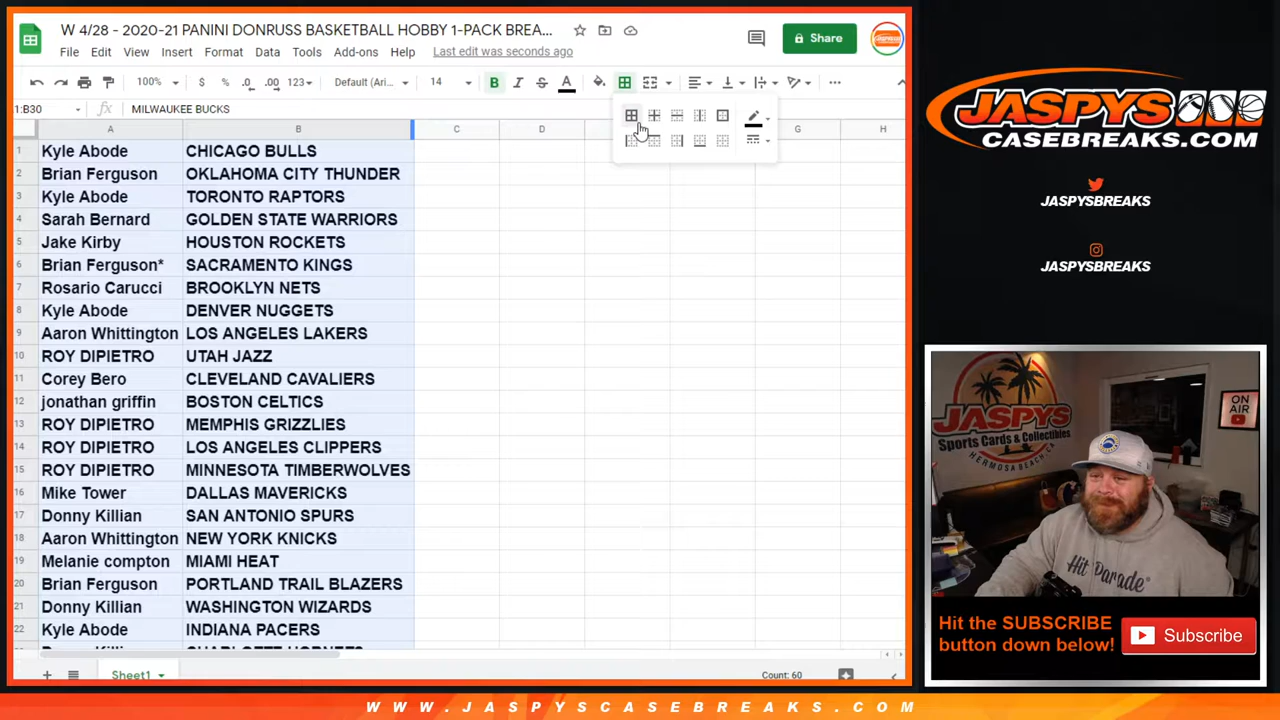 W 4/28 - 2020-21 PANINI DONRUSS BASKETBALL HOBBY 1-PACK BREA...
Share
File Edit View Insert Format Data Tools Add-ons Help Last edit was seconds ago
100% $ % .0 .00 123 Default (Ari... 14 B I S A
1:B30 fx MILWAUKEE BUCKS
A B C D G H
1 Kyle Abode CHICAGO BULLS
2 Brian Ferguson OKLAHOMA CITY THUNDER
3 Kyle Abode TORONTO RAPTORS
4 Sarah Bernard GOLDEN STATE WARRIORS
5 Jake Kirby HOUSTON ROCKETS
6 Brian Ferguson* SACRAMENTO KINGS
7 Rosario Carucci BROOKLYN NETS
8 Kyle Abode DENVER NUGGETS
9 Aaron Whittington LOS ANGELES LAKERS
10 ROY DIPIETRO UTAH JAZZ
11 Corey Bero CLEVELAND CAVALIERS
12 jonathan griffin BOSTON CELTICS
13 ROY DIPIETRO MEMPHIS GRIZZLIES
14 ROY DIPIETRO LOS ANGELES CLIPPERS
15 ROY DIPIETRO MINNESOTA TIMBERWOLVES
16 Mike Tower DALLAS MAVERICKS
17 Donny Killian SAN ANTONIO SPURS
18 Aaron Whittington NEW YORK KNICKS
19 Melanie compton MIAMI HEAT
20 Brian Ferguson PORTLAND TRAIL BLAZERS
21 Donny Killian WASHINGTON WIZARDS
22 Kyle Abode INDIANA PACERS
Sheet1
Count: 60
JASPYS
CASEBREAKS.COM
JASPYSBREAKS
JASPYSBREAKS
JASPYS
Sports Cards & Collectibles
HERMOSA BEACH, CA
ON
AIR
Hit Parade
Hit the SUBSCRIBE
button down below!
Subscribe
WWW.JASPYSCASEBREAKS.COM